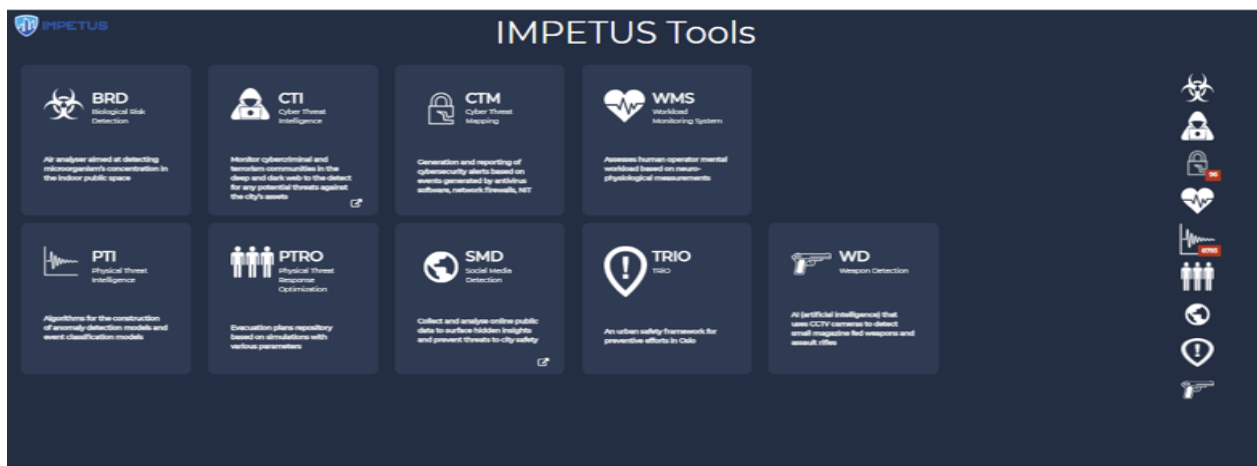 IMPETUS
IMPETUS Tools
BRD
Biological Risk
Detection
Air analyser aimed at detecting
microorganism's concentration in
the indoor public space
CTI
Cyber Threat
Intelligence
Monitor cybercriminal and
terrorism communities in the
deep and dark web to the detect
for any potential threats against
the city's assets
CTM
Cyber Threat
Mapping
Generation and reporting of
cybersecurity alerts based on
events generated by antivirus
software, network firewalls, NIT
WMS
Workload
Monitoring System
Assesses human operator mental
workload based on neuro-
physiological measurements
PTI
Physical Threat
Intelligence
Algorithms for the construction
of anomaly detection models and
event classification models
PTRO
Physical Threat
Response
Optimization
Evacuation plans repository
based on simulations with
various parameters
SMD
Social Media
Detection
Collect and analyse online public
data to surface hidden insights
and prevent threats to city safety
TRIO
TRIO
An urban safety framework for
preventive efforts in Oslo
WD
Weapon Detection
AI (artificial intelligence) that
uses CCTV cameras to detect
small magazine fed weapons and
assault rifles